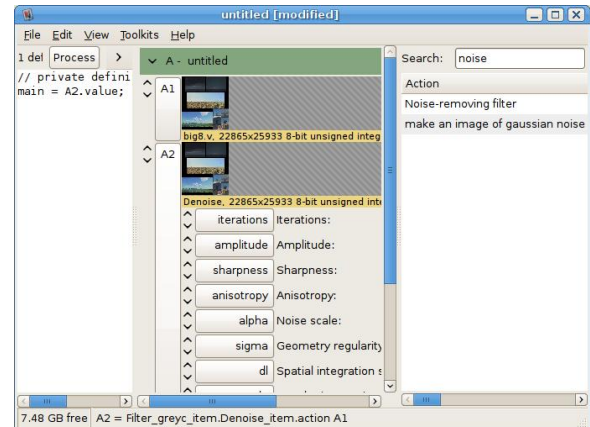 untitled [modified]
File Edit View Toolkits Help
1 def Process >
// private defini
main = A2.value;
A - untitled
A1
big8.v, 22865x25933 8-bit unsigned integ
A2
Denoise, 22865x25933 8-bit unsigned inte
iterations Iterations:
amplitude Amplitude:
sharpness Sharpness:
anisotropy Anisotropy:
alpha Noise scale:
sigma Geometry regularity
dl Spatial integration s
Search: noise
Action
Noise-removing filter
make an image of gaussian noise
7.48 GB free A2 = Filter_greyc_item.Denoise_item.action A1